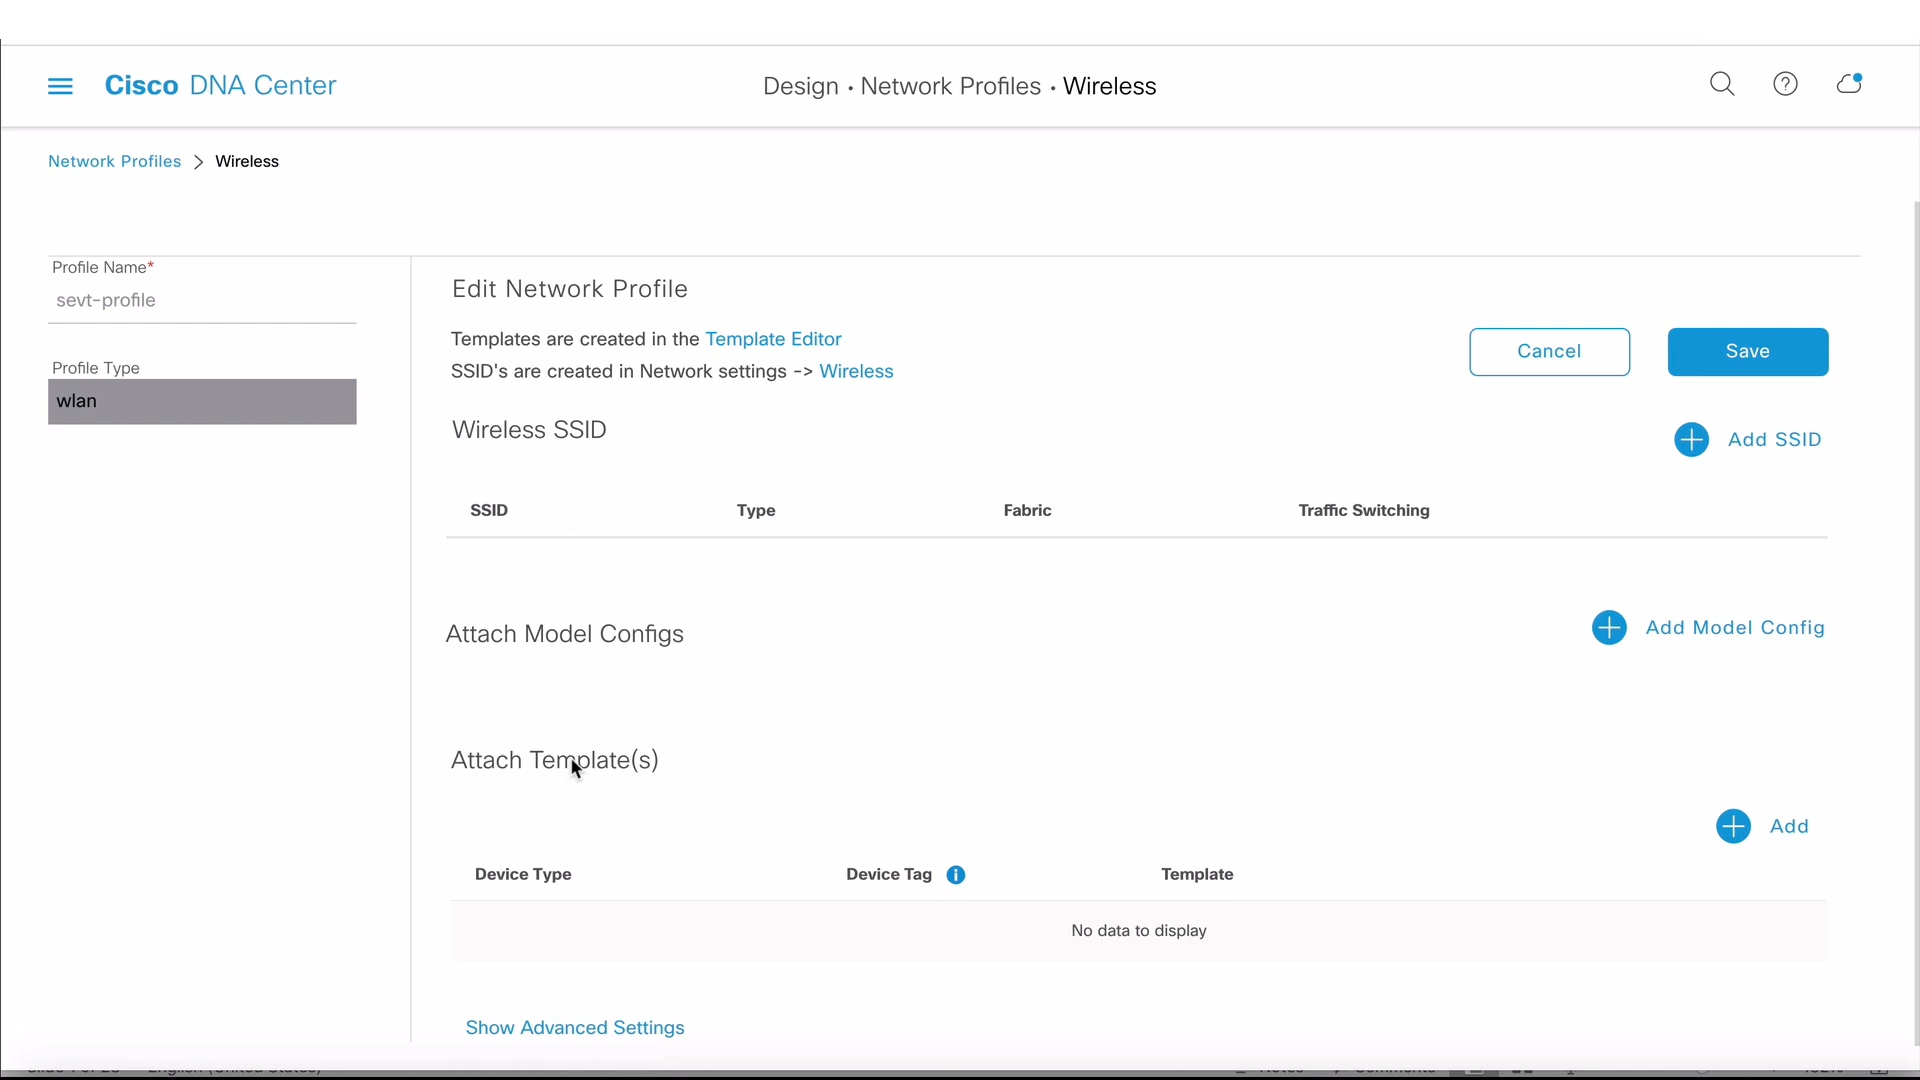 Cisco DNA Center
Design • Network Profiles • Wireless
Network Profiles > Wireless
Profile Name*
sevt-profile
Profile Type
wlan
Edit Network Profile
Templates are created in the Template Editor
SSID's are created in Network settings -> Wireless
Cancel
Save
Wireless SSID
Add SSID
SSID Type Fabric Traffic Switching
Attach Model Configs
Add Model Config
Attach Template(s)
Add
Device Type Device Tag Template
No data to display
Show Advanced Settings